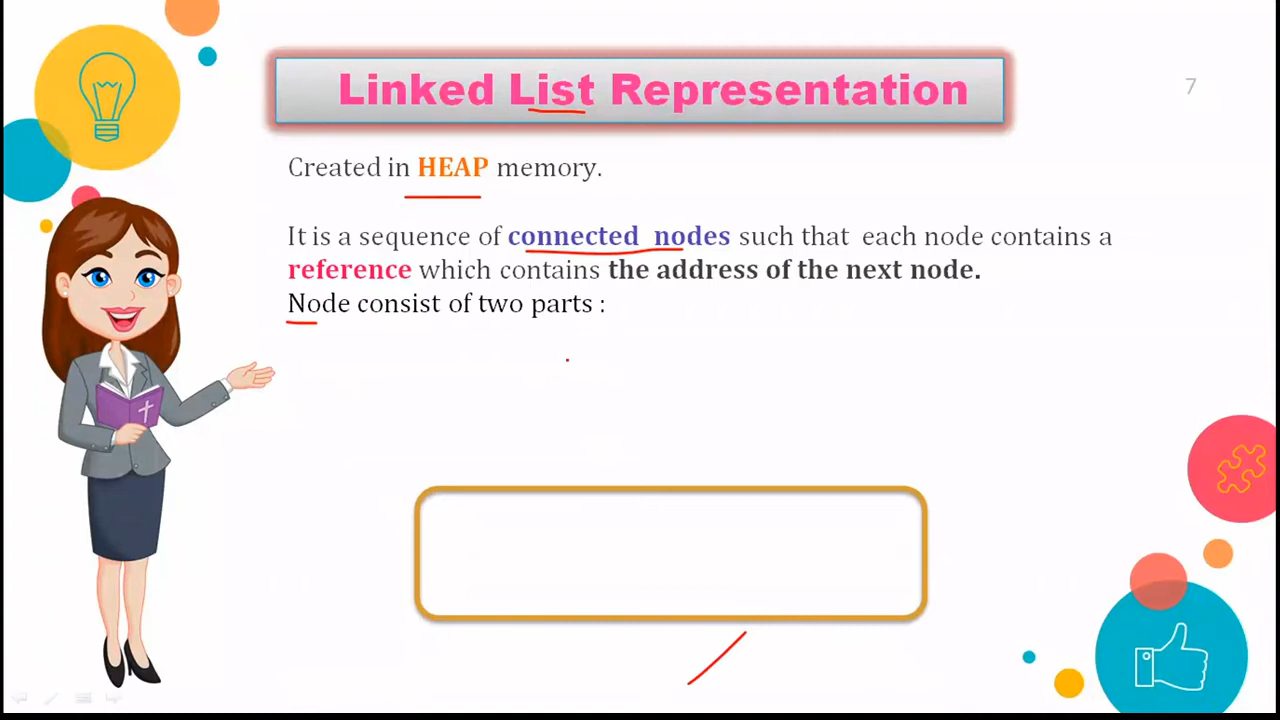 Linked List Representation
7
Created in HEAP memory.
It is a sequence of connected nodes such that each node contains a
reference which contains the address of the next node.
Node consist of two parts :